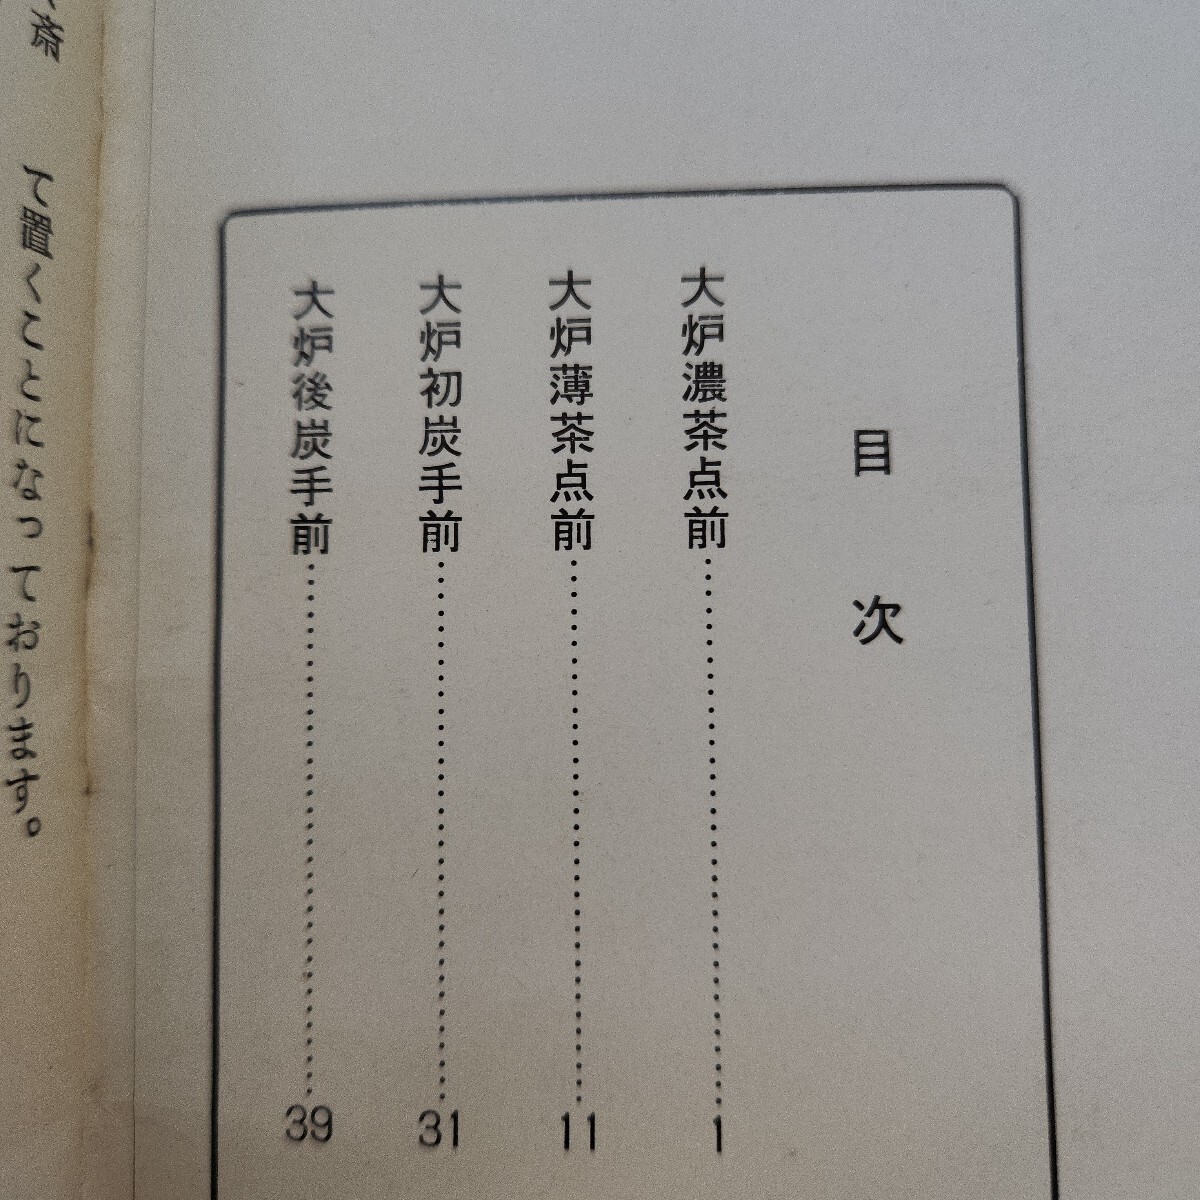 目次
大炉濃茶点前……1
大炉薄茶点前……11
大炉初炭手前……31
大炉後炭手前……39
斎
て置くことになっております。